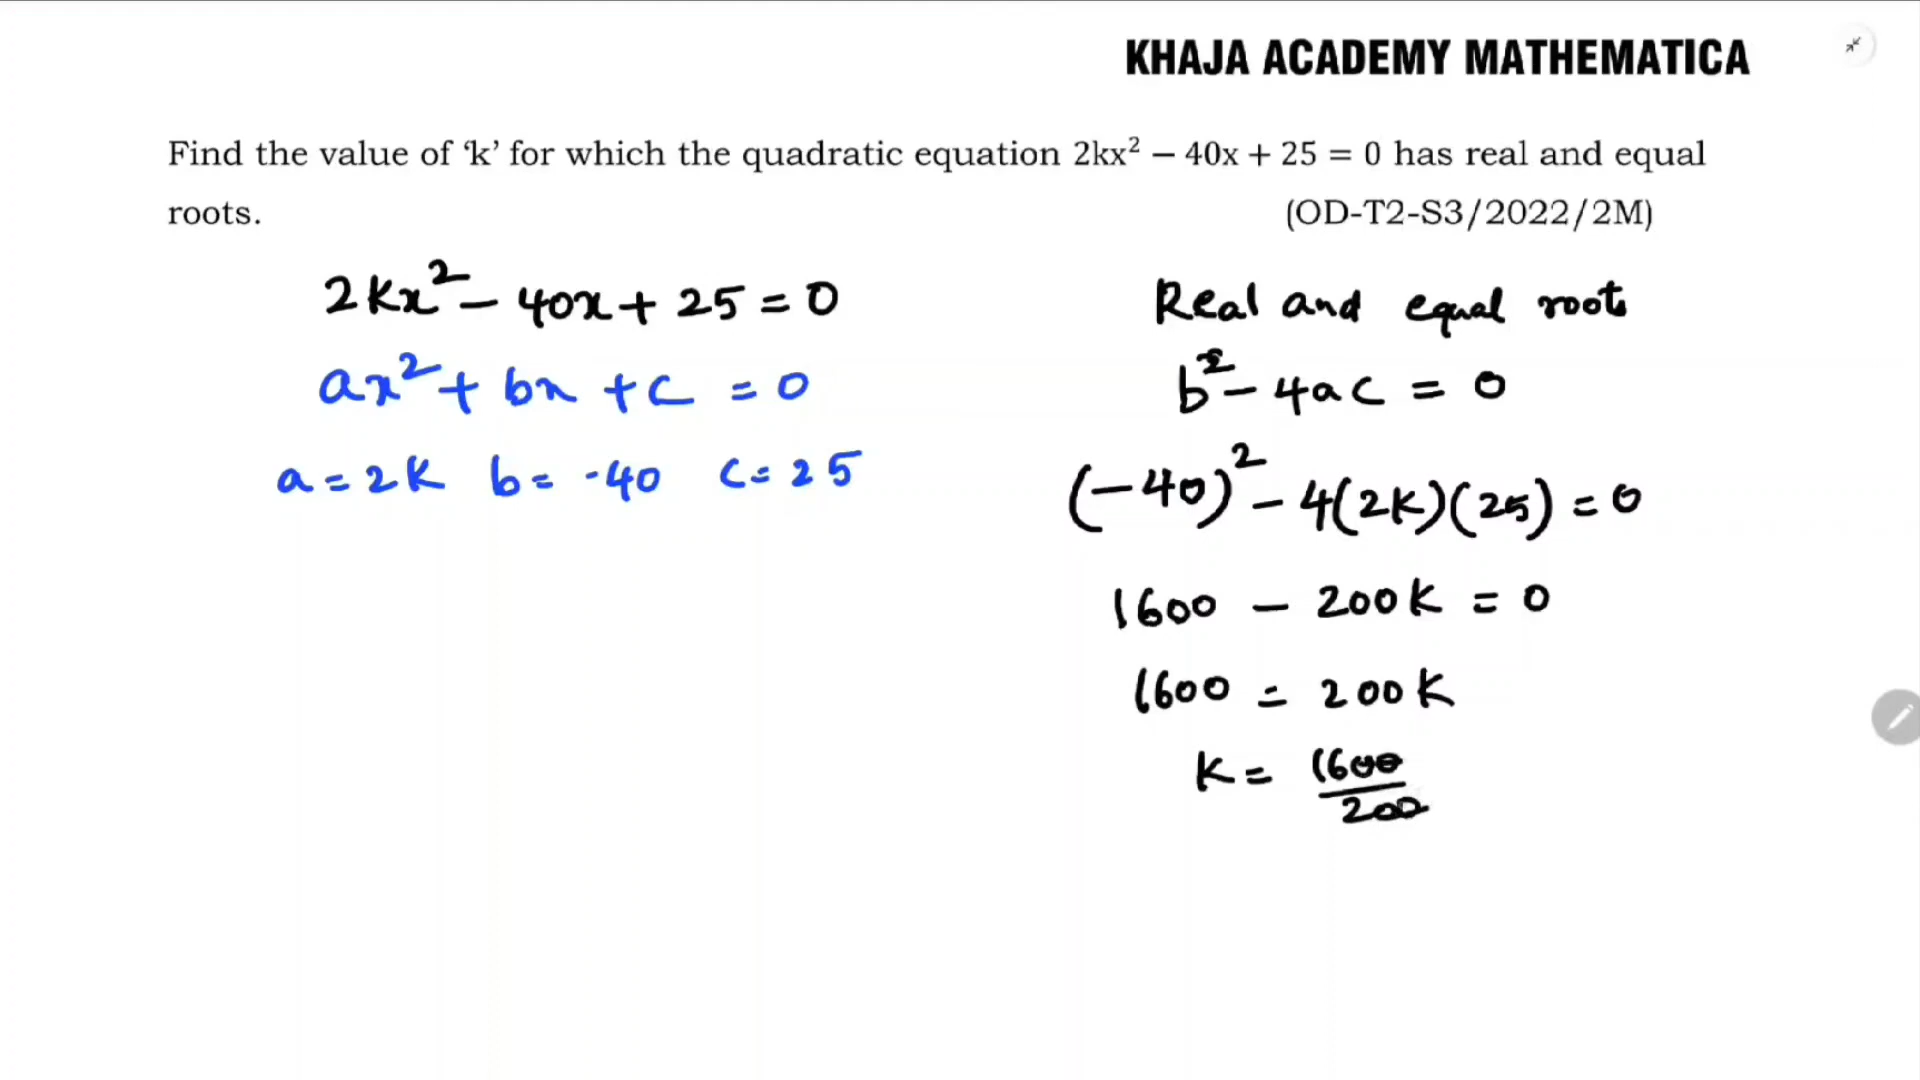 KHAJA ACADEMY MATHEMATICA
Find the value of ‘k’ for which the quadratic equation 2kx² − 40x + 25 = 0 has real and equal
roots. (OD-T2-S3/2022/2M)
2kx² − 40x + 25 = 0
ax² + bx + c = 0
a = 2k b = -40 c = 25
Real and equal roots
b² − 4ac = 0
(−40)² − 4(2k)(25) = 0
1600 − 200k = 0
1600 = 200k
k = 1600/200